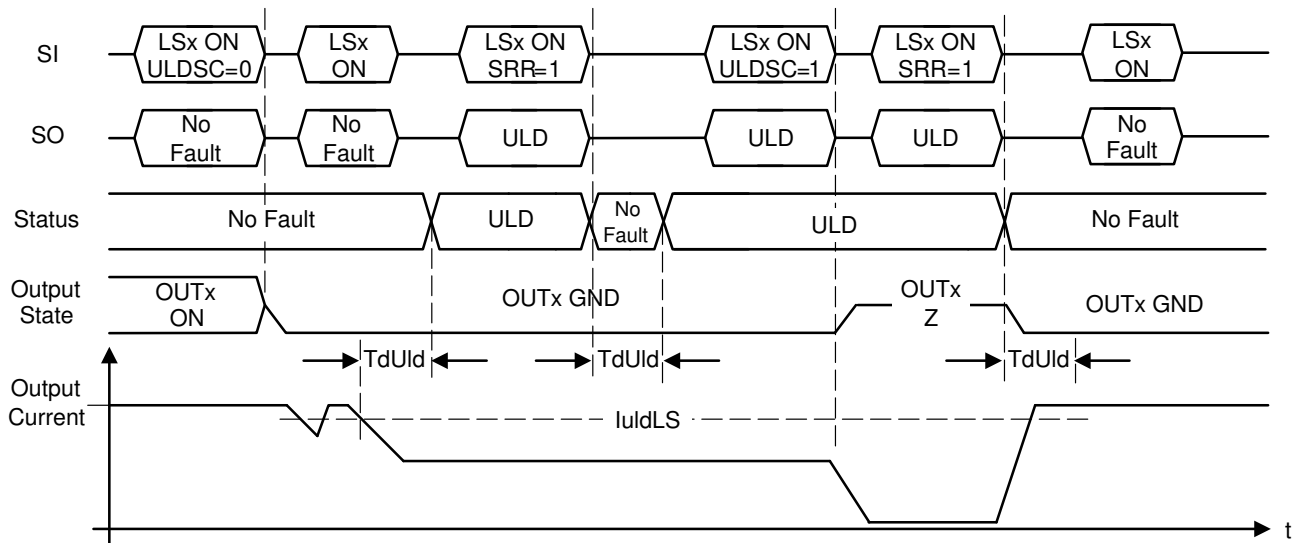 SI
LSx ON
ULDSC=0
LSx
ON
LSx ON
SRR=1
LSx ON
ULDSC=1
LSx ON
SRR=1
LSx
ON
SO
No
Fault
No
Fault
ULD
ULD
ULD
No
Fault
Status
No Fault
ULD
No
Fault
ULD
No Fault
Output
State
OUTx
ON
OUTx GND
OUTx
Z
OUTx GND
TdUld
TdUld
TdUld
Output
Current
IuldLS
t